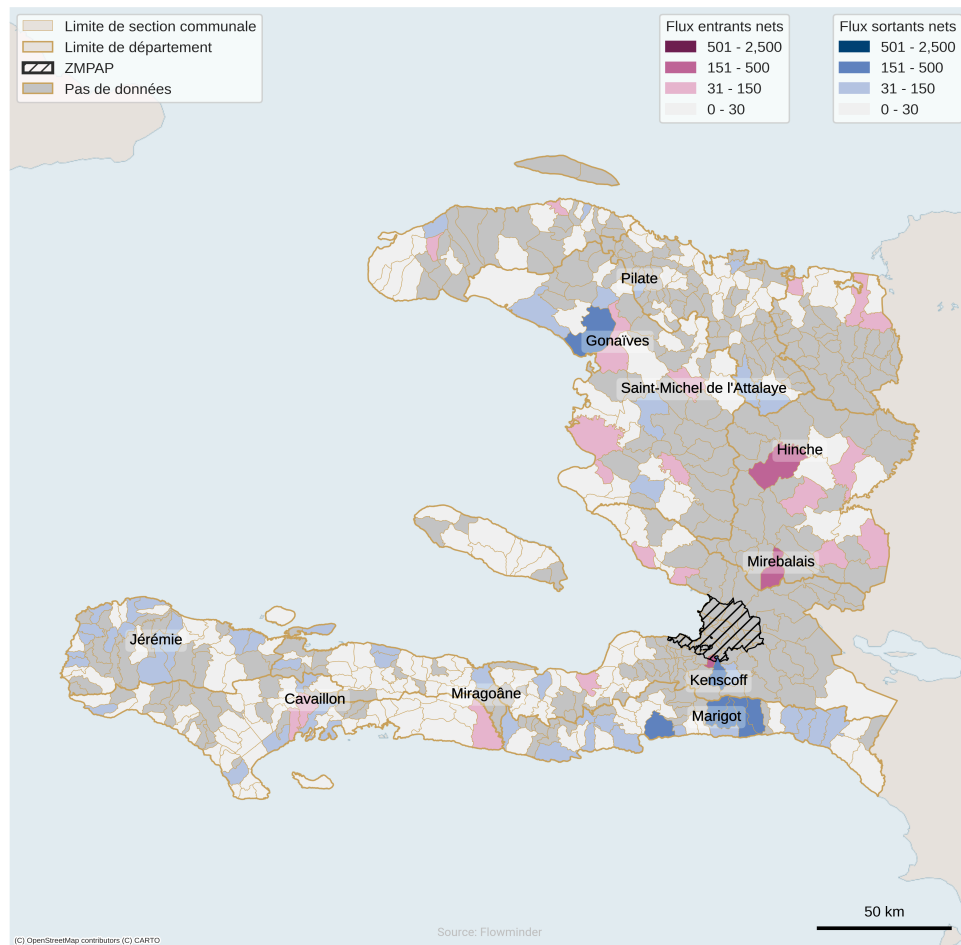 Limite de section communale
Limite de département
ZMPAP
Pas de données
Flux entrants nets
501 - 2,500
151 - 500
31 - 150
0 - 30
Flux sortants nets
501 - 2,500
151 - 500
31 - 150
0 - 30
Pilate
Gonaïves
Saint-Michel de l'Attalaye
Hinche
Mirebalais
Jérémie
Kenscoff
Cavaillon
Miragoâne
Marigot
50 km
Source: Flowminder
(C) OpenStreetMap contributors (C) CARTO